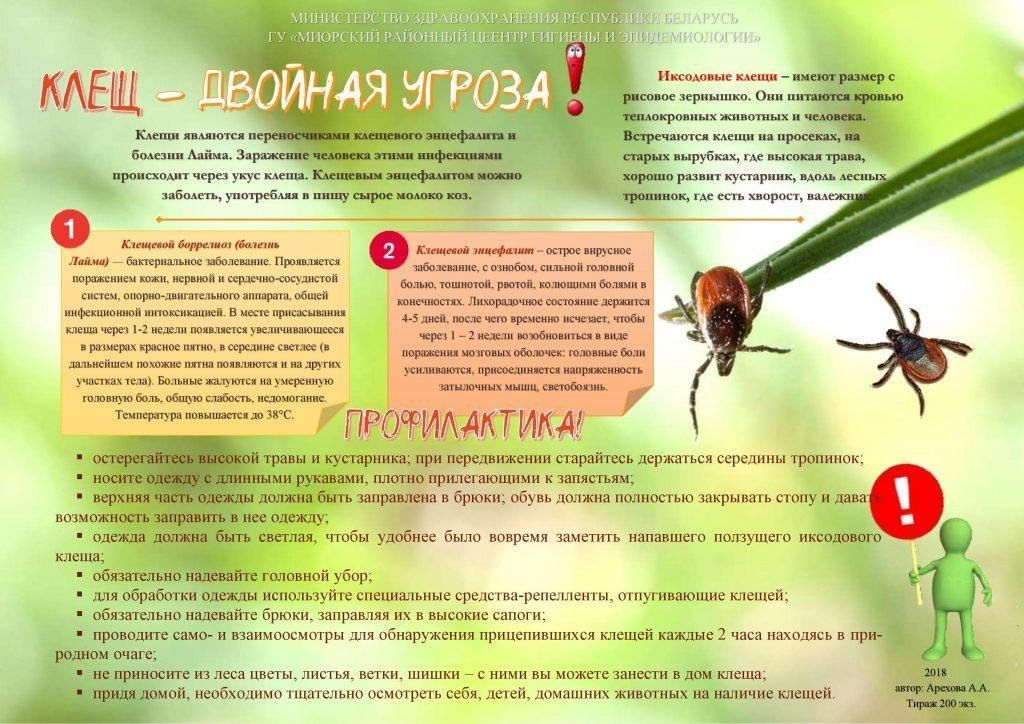 МИНИСТЕРСТВО ЗДРАВООХРАНЕНИЯ РЕСПУБЛИКИ БЕЛАРУСЬ
ГУ «МИОРСКИЙ РАЙОННЫЙ ЦЕЕНТР ГИГИЕНЫ И ЭПИДЕМИОЛОГИИ»
КЛЕЩ – ДВОЙНАЯ УГРОЗА!
Клещи являются переносчиками клещевого энцефалита и
болезни Лайма. Заражение человека этими инфекциями
происходит через укус клеща. Клещевым энцефалитом можно
заболеть, употребляя в пищу сырое молоко коз.
Иксодовые клещи – имеют размер с
рисовое зернышко. Они питаются кровью
теплокровных животных и человека.
Встречаются клещи на просеках, на
старых вырубках, где высокая трава,
хорошо развит кустарник, вдоль лесных
тропинок, где есть хворост, валежник.
1
Клещевой боррелиоз (болезнь
Лайма) — бактериальное заболевание. Проявляется
поражением кожи, нервной и сердечно-сосудистой
систем, опорно-двигательного аппарата, общей
инфекционной интоксикацией. В месте присасывания
клеща через 1-2 недели появляется увеличивающееся
в размерах красное пятно, в середине светлее (в
дальнейшем похожие пятна появляются и на других
участках тела). Больные жалуются на умеренную
головную боль, общую слабость, недомогание.
Температура повышается до 38°С.
2
Клещевой энцефалит – острое вирусное
заболевание, с ознобом, сильной головной
болью, тошнотой, рвотой, колющими болями в
конечностях. Лихорадочное состояние держится
4-5 дней, после чего временно исчезает, чтобы
через 1 – 2 недели возобновиться в виде
поражения мозговых оболочек: головные боли
усиливаются, присоединяется напряженность
затылочных мышц, светобоязнь.
ПРОФИЛАКТИКА!
▪ остерегайтесь высокой травы и кустарника; при передвижении старайтесь держаться середины тропинок;
▪ носите одежду с длинными рукавами, плотно прилегающими к запястьям;
▪ верхняя часть одежды должна быть заправлена в брюки; обувь должна полностью закрывать стопу и давать
возможность заправить в нее одежду;
▪ одежда должна быть светлая, чтобы удобнее было вовремя заметить напавшего ползущего иксодового
клеща;
▪ обязательно надевайте головной убор;
▪ для обработки одежды используйте специальные средства-репелленты, отпугивающие клещей;
▪ обязательно надевайте брюки, заправляя их в высокие сапоги;
▪ проводите само- и взаимоосмотры для обнаружения прицепившихся клещей каждые 2 часа находясь в при-
родном очаге;
▪ не приносите из леса цветы, листья, ветки, шишки – с ними вы можете занести в дом клеща;
▪ придя домой, необходимо тщательно осмотреть себя, детей, домашних животных на наличие клещей.
!
2018
автор: Арехова А.А.
Тираж 200 экз.